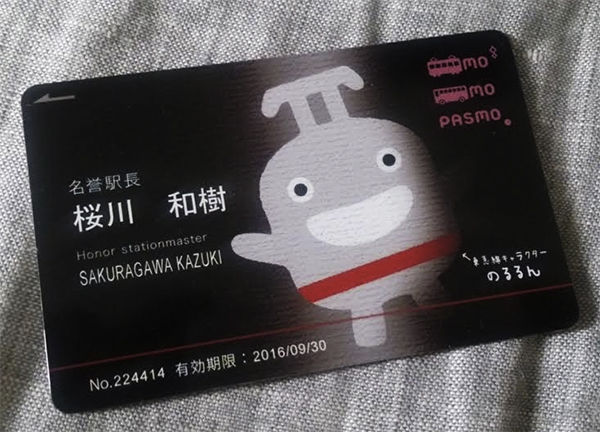 名誉駅長
桜川 和樹
Honor stationmaster
SAKURAGAWA KAZUKI
MO
MO
PASMO
東急線キャラクター
のるるん
No.224414 有効期限：2016/09/30